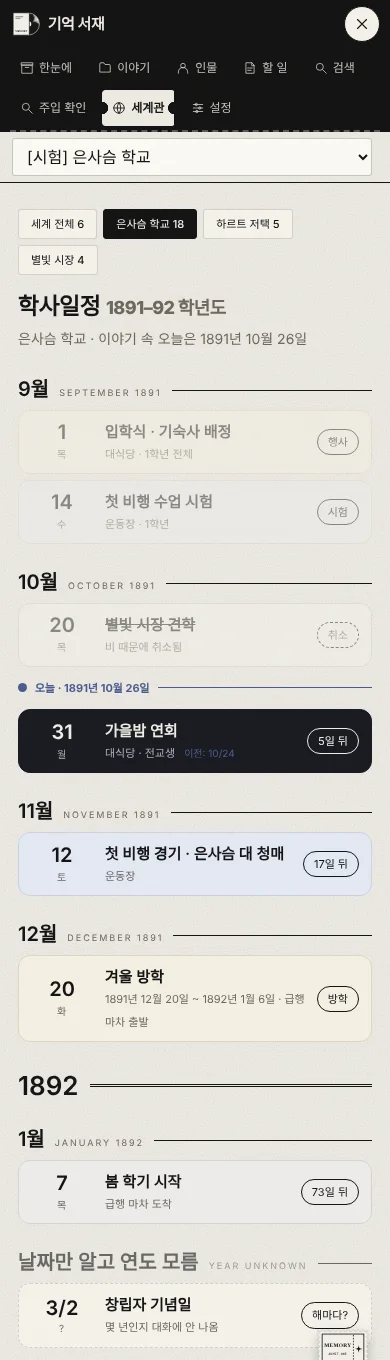 기억 서재
한눈에 이야기 인물 할 일 검색
주입 확인 세계관 설정
[시험] 은사슴 학교
세계 전체 6 은사슴 학교 18 하르트 저택 5
별빛 시장 4
학사일정 1891–92 학년도
은사슴 학교 · 이야기 속 오늘은 1891년 10월 26일
9월 SEPTEMBER 1891
1 입학식 · 기숙사 배정 행사
목 대식당 · 1학년 전체
14 첫 비행 수업 시험 시험
수 운동장 · 1학년
10월 OCTOBER 1891
20 별빛 시장 견학 취소
목 비 때문에 취소됨
오늘 · 1891년 10월 26일
31 가을밤 연회 5일 뒤
월 대식당 · 전교생 이전: 10/24
11월 NOVEMBER 1891
12 첫 비행 경기 · 은사슴 대 청매 17일 뒤
토 운동장
12월 DECEMBER 1891
20 겨울 방학 방학
화 1891년 12월 20일 ~ 1892년 1월 6일 · 급행
마차 출발
1892
1월 JANUARY 1892
7 봄 학기 시작 73일 뒤
목 급행 마차 도착
날짜만 알고 연도 모름 YEAR UNKNOWN
3/2 창립자 기념일 해마다?
? 몇 년인지 대화에 안 나옴
MEMORY